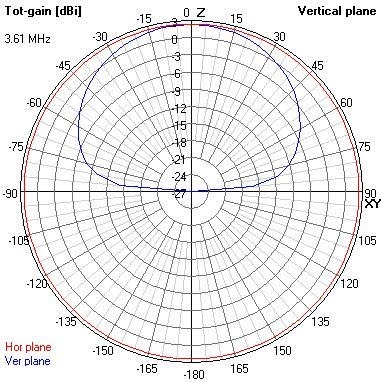 Tot-gain [dBi]
0 Z
Vertical plane
3.61 MHz
-15 3 15
-30 0 30
-45 -3 45
-6
-60 -9 60
-12
-15
-75 -18 75
-21
-24
-90 -27 90
XY
-105 105
-120 120
-135 135
Hor plane
-150 150
Ver plane
-165 165
-180